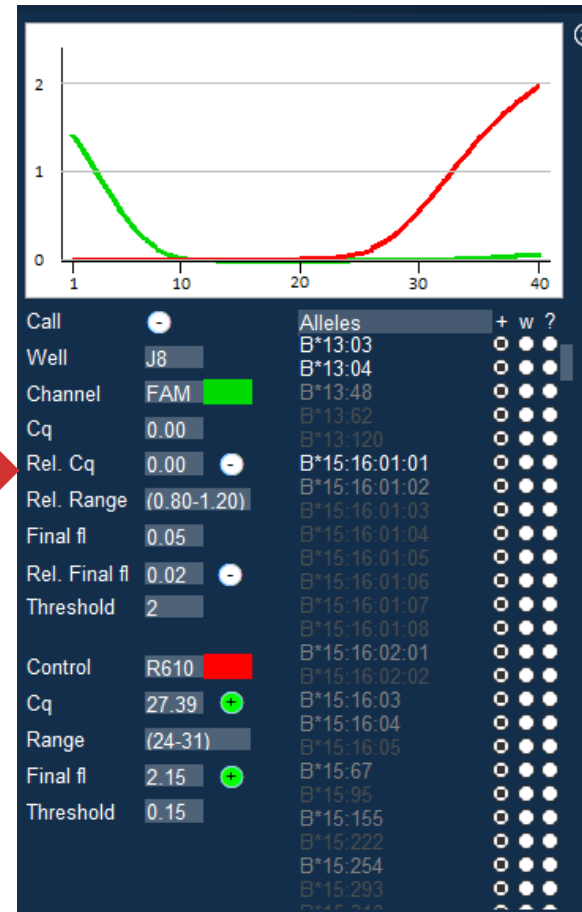 2
1
0
1 10 20 30 40
Call -
Well J8
Channel FAM
Cq 0.00
Rel. Cq 0.00 -
Rel. Range (0.80-1.20)
Final fl 0.05
Rel. Final fl 0.02 -
Threshold 2
Control R610
Cq 27.39 +
Range (24-31)
Final fl 2.15 +
Threshold 0.15
Alleles + w ?
B*13:03
B*13:04
B*13:48
B*13:62
B*13:120
B*15:16:01:01
B*15:16:01:02
B*15:16:01:03
B*15:16:01:04
B*15:16:01:05
B*15:16:01:06
B*15:16:01:07
B*15:16:01:08
B*15:16:02:01
B*15:16:02:02
B*15:16:03
B*15:16:04
B*15:16:05
B*15:67
B*15:95
B*15:155
B*15:222
B*15:254
B*15:293